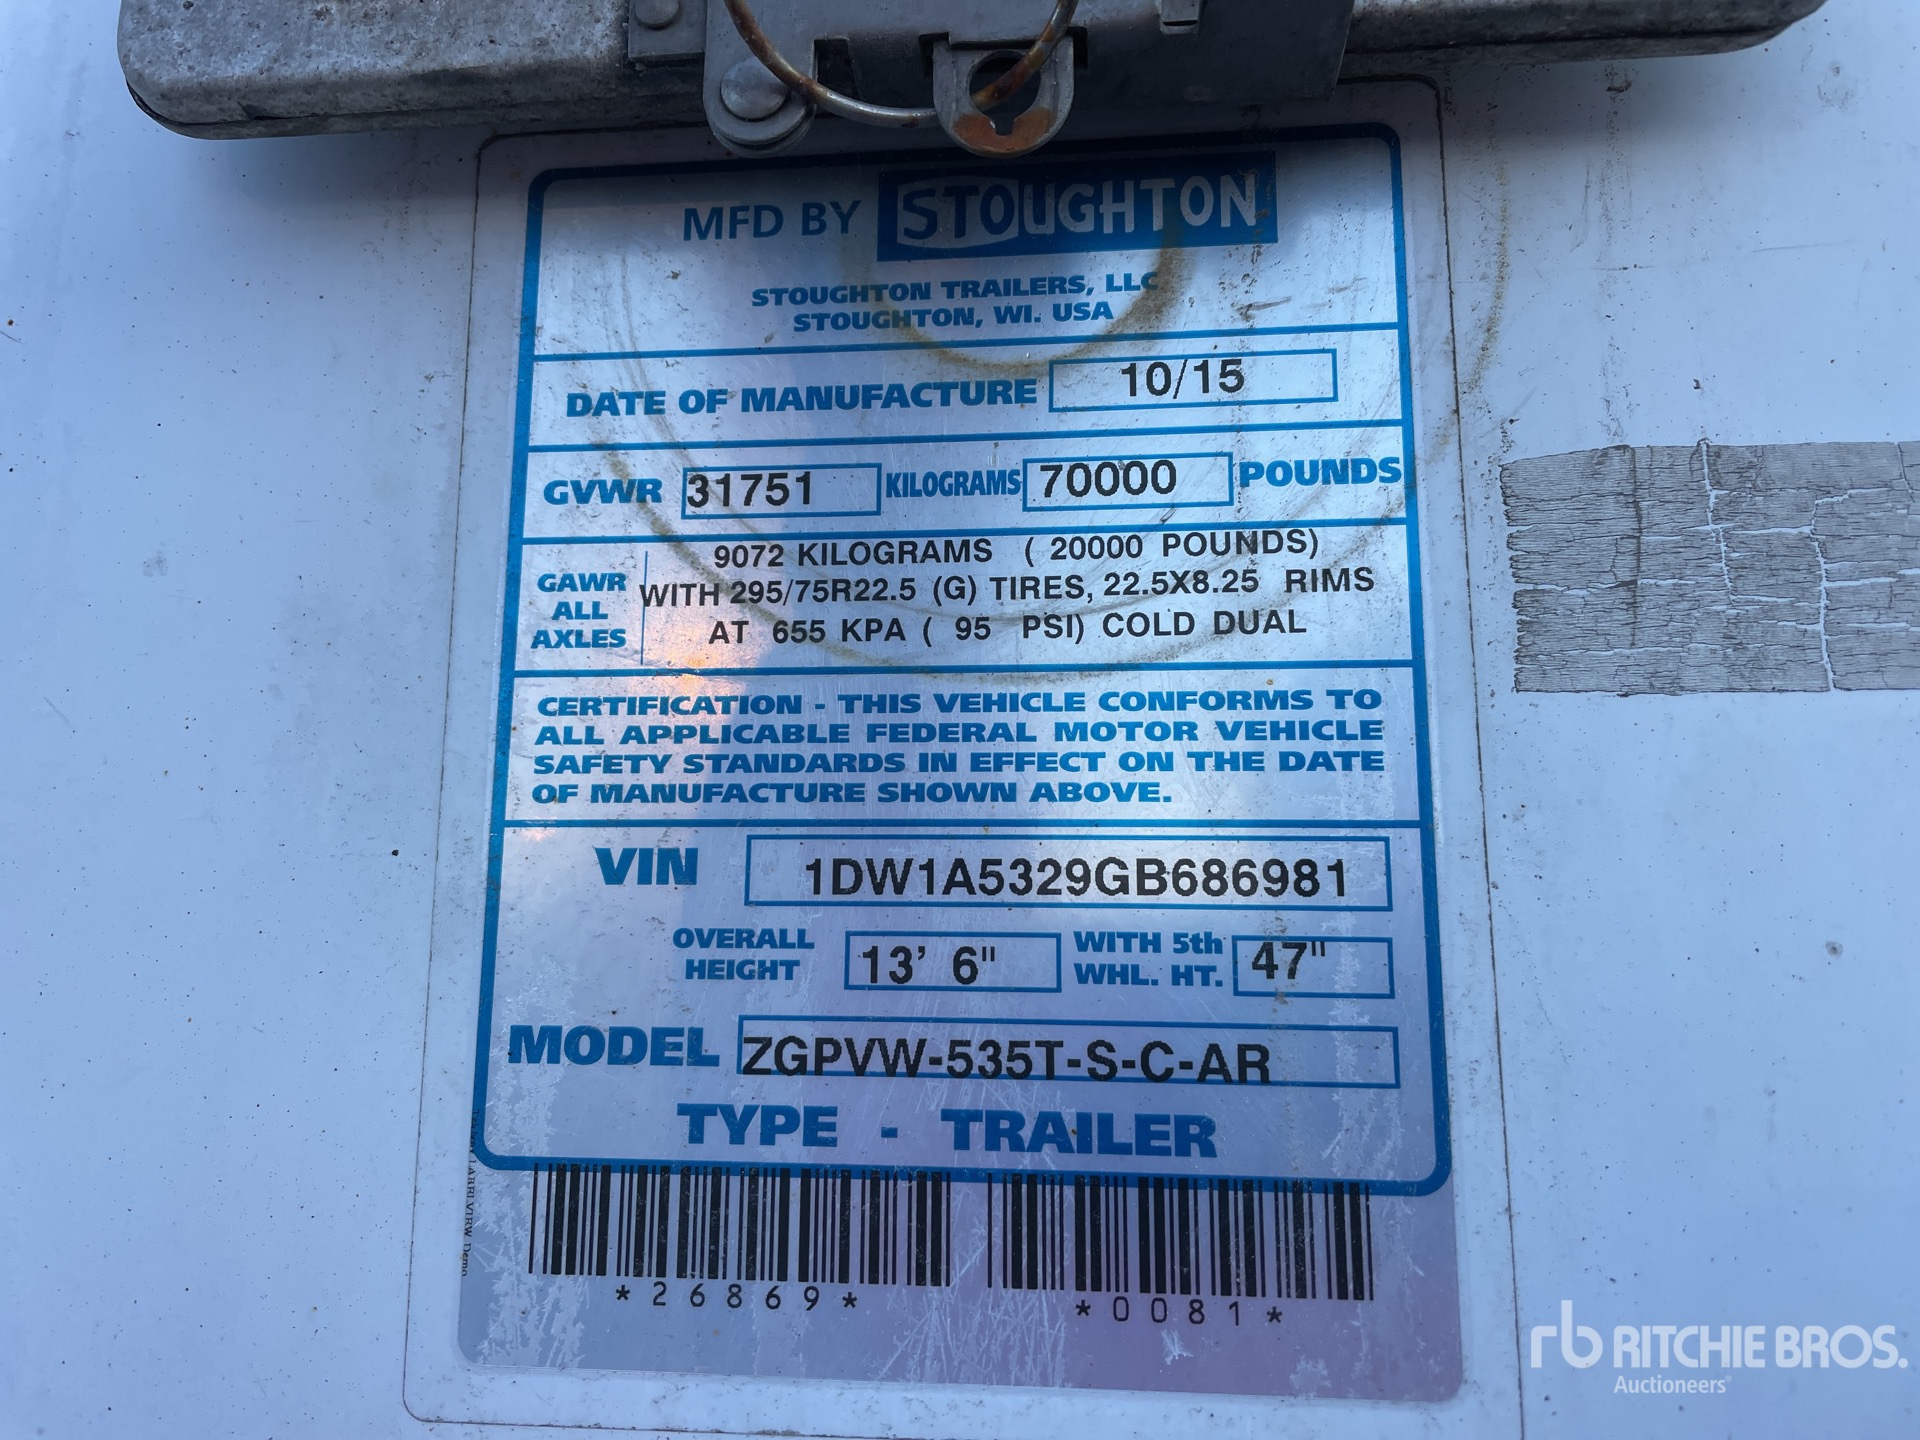 MFD BY STOUGHTON
STOUGHTON TRAILERS, LLC
STOUGHTON, WI. USA
DATE OF MANUFACTURE 10/15
GVWR 31751 KILOGRAMS 70000 POUNDS
GAWR ALL AXLES
9072 KILOGRAMS ( 20000 POUNDS)
WITH 295/75R22.5 (G) TIRES, 22.5X8.25 RIMS
AT 655 KPA ( 95 PSI) COLD DUAL
CERTIFICATION - THIS VEHICLE CONFORMS TO
ALL APPLICABLE FEDERAL MOTOR VEHICLE
SAFETY STANDARDS IN EFFECT ON THE DATE
OF MANUFACTURE SHOWN ABOVE.
VIN 1DW1A5329GB686981
OVERALL HEIGHT 13' 6" WITH 5th WHL. HT. 47"
MODEL ZGPVW-535T-S-C-AR
TYPE - TRAILER
*26869* *0081*
rb RITCHIE BROS.
Auctioneers